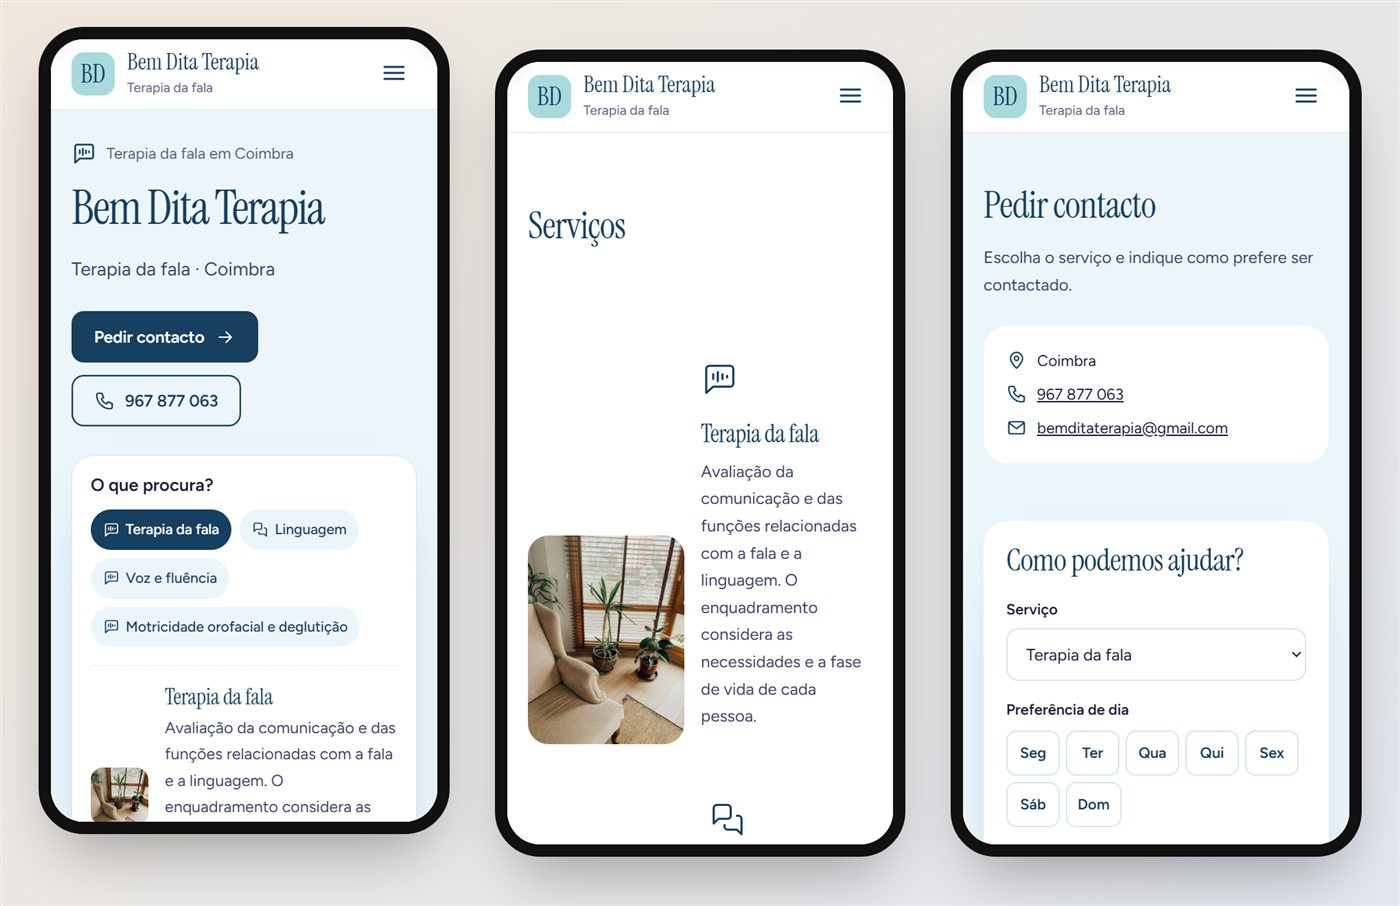 BD
Bem Dita Terapia
Terapia da fala
Terapia da fala em Coimbra
Bem Dita Terapia
Terapia da fala · Coimbra
Pedir contacto
967 877 063
O que procura?
Terapia da fala
Linguagem
Voz e fluência
Motricidade orofacial e deglutição
Terapia da fala
Avaliação da comunicação e das
funções relacionadas com a fala
e a linguagem. O
enquadramento considera as
BD
Bem Dita Terapia
Terapia da fala
Serviços
Terapia da fala
Avaliação da
comunicação e das
funções relacionadas
com a fala e a
linguagem. O
enquadramento
considera as
necessidades e a fase
de vida de cada
pessoa.
BD
Bem Dita Terapia
Terapia da fala
Pedir contacto
Escolha o serviço e indique como prefere ser
contactado.
Coimbra
967 877 063
bemditaterapia@gmail.com
Como podemos ajudar?
Serviço
Terapia da fala
Preferência de dia
Seg Ter Qua Qui Sex
Sáb Dom